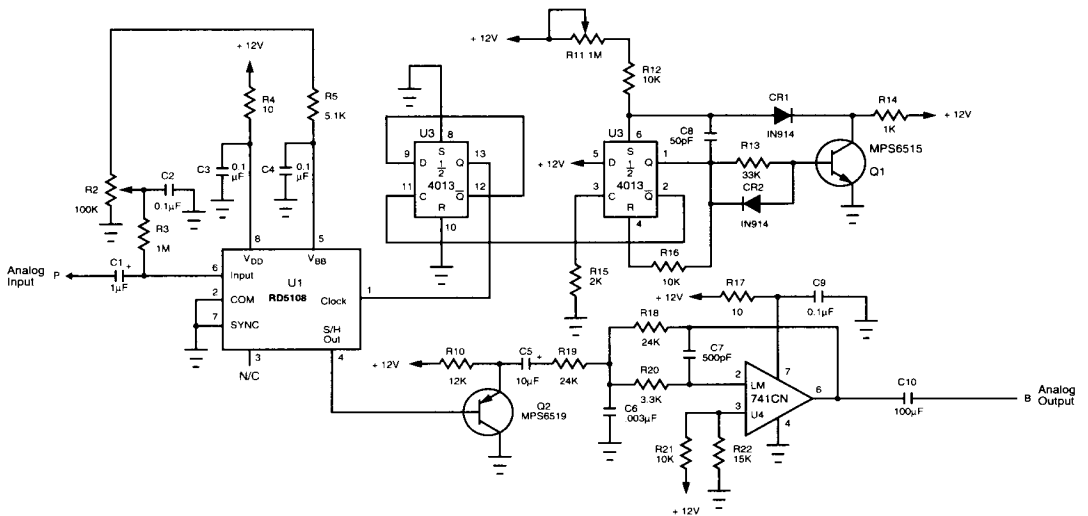 + 12V
R4
10
R5
5.1K
C3
0.1
µF
C4
0.1
µF
R2
100K
C2
0.1µF
R3
1M
Analog
Input
P
C1
+
1µF
8
5
VDD
VBB
6
Input
U1
RD5108
2
COM
Clock
1
7
SYNC
S/H
Out
3
4
N/C
U3
8
S
9
D
Q
13
1/2
4013
11
C
Q̅
12
R
10
+ 12V
R11 1M
R12
10K
U3
6
S
+ 12V
5
D
Q
1
1/2
4013
3
C
Q̅
2
R
4
C8
50pF
CR1
IN914
R14
1K
+ 12V
MPS6515
Q1
R13
33K
CR2
IN914
R15
2K
R16
10K
+ 12V
R17
10
C9
0.1µF
R18
24K
C7
500pF
+ 12V
R10
12K
C5
+
10µF
R19
24K
R20
3.3K
Q2
MPS6519
C6
.003µF
2
LM
741CN
3
U4
7
6
4
C10
100µF
B
Analog
Output
R21
10K
R22
15K
+ 12V